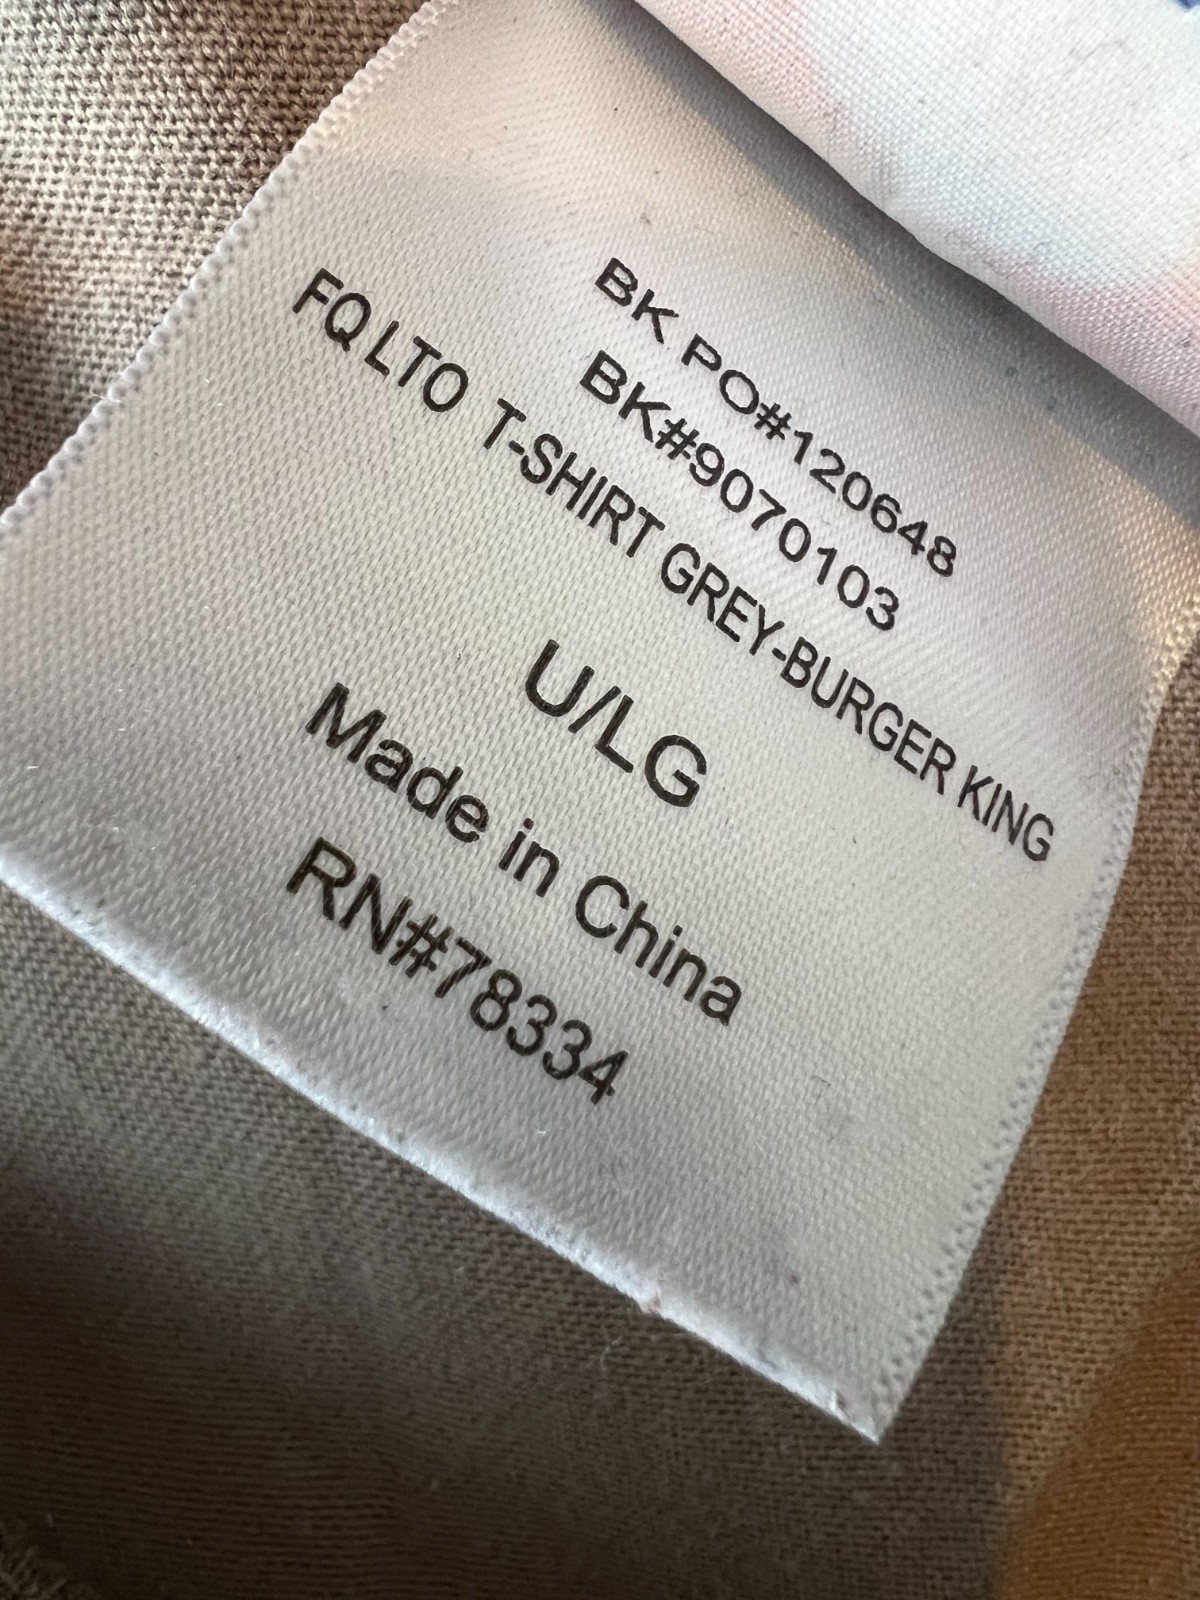 BK PO#120648
BK#9070103
FQ LTO T-SHIRT GREY-BURGER KING
U/LG
Made in China
RN#78334